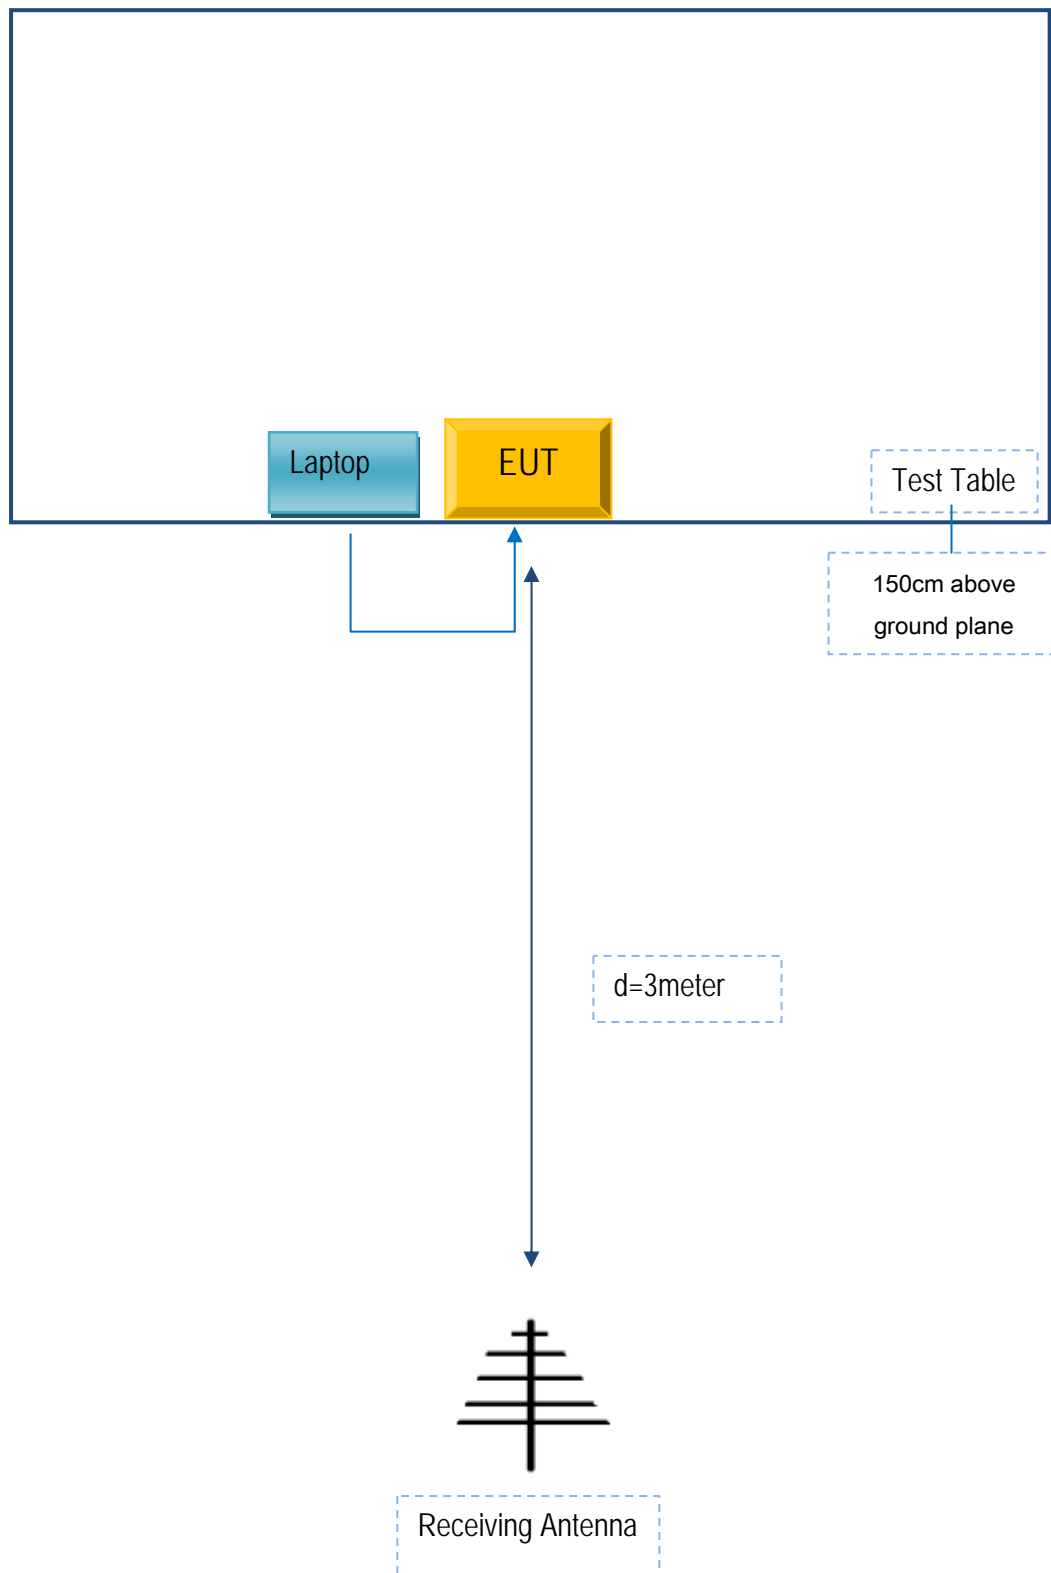 Laptop
EUT
Test Table
150cm above
ground plane
d=3meter
Receiving Antenna